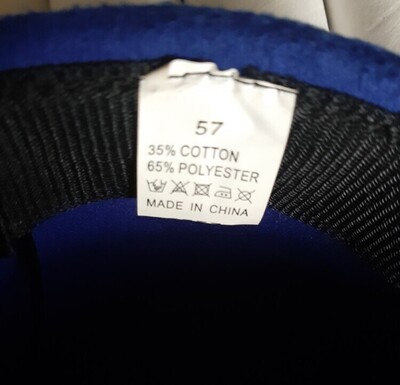 57
35% COTTON
65% POLYESTER
MADE IN CHINA